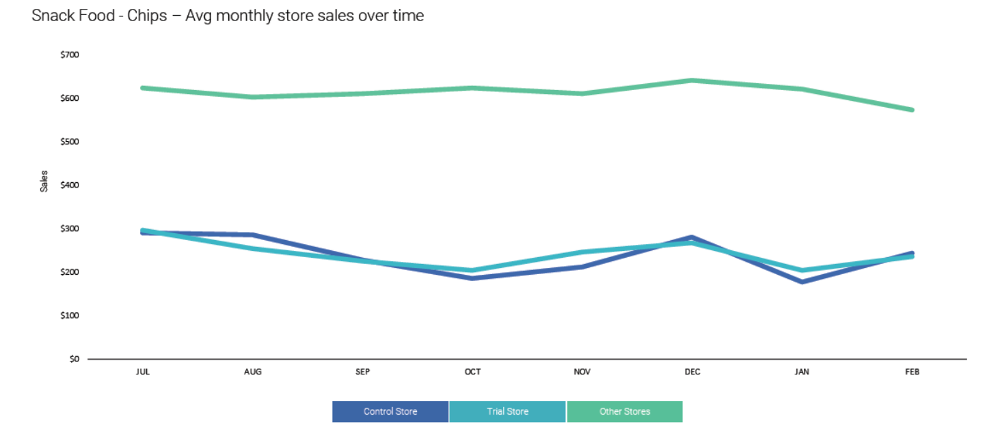 Snack Food - Chips – Avg monthly store sales over time
$700
$600
$500
Sales
$400
$300
$200
$100
$0
JUL AUG SEP OCT NOV DEC JAN FEB
Control Store Trial Store Other Stores